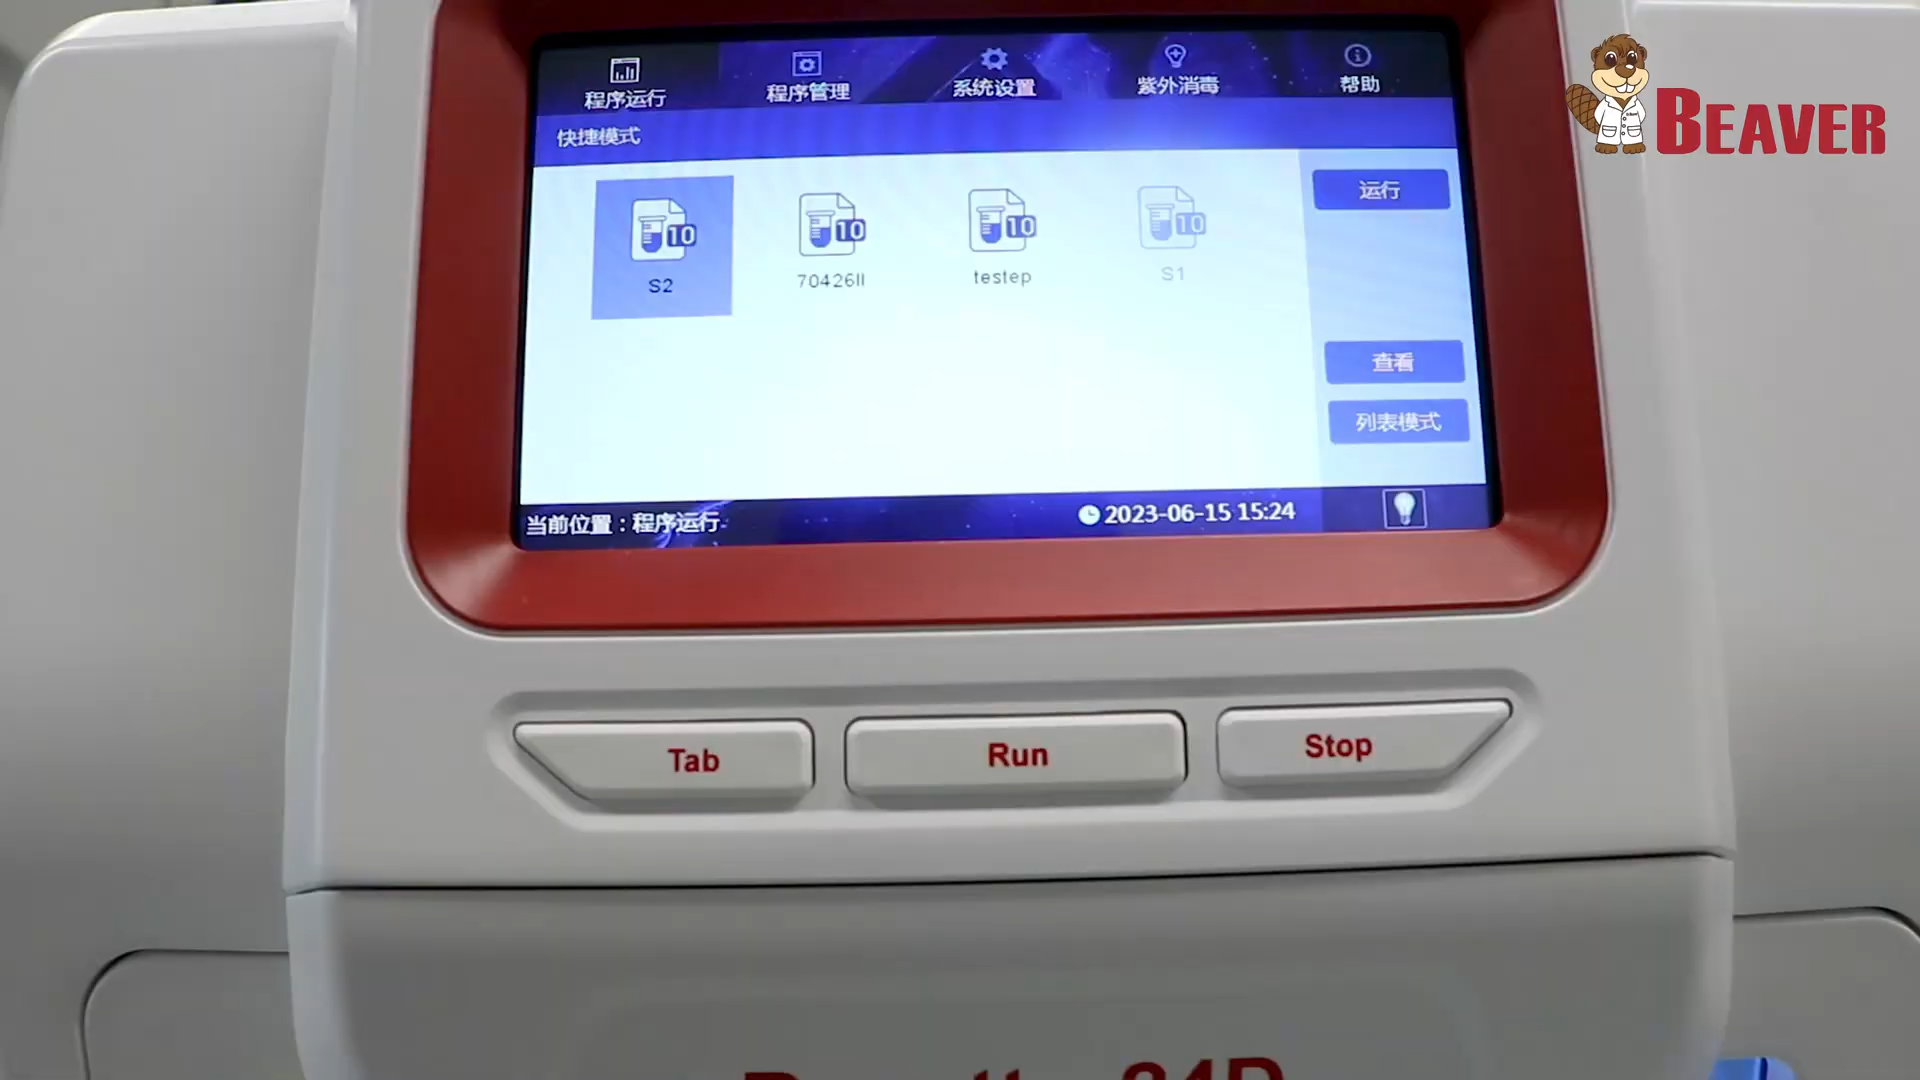 程序运行
程序管理
系统设置
紫外消毒
帮助
BEAVER
快捷模式
10
S2
10
70426II
10
testep
10
S1
运行
查看
列表模式
当前位置：程序运行
2023-06-15 15:24
Tab
Run
Stop